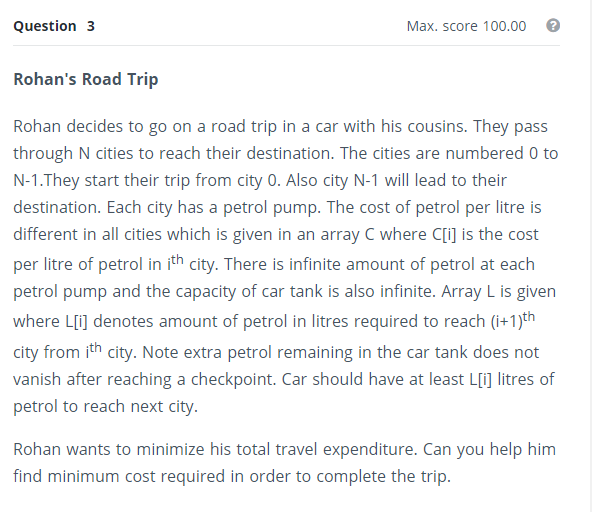 Question 3 Max. score 100.00 ?
Rohan's Road Trip
Rohan decides to go on a road trip in a car with his cousins. They pass
through N cities to reach their destination. The cities are numbered 0 to
N-1.They start their trip from city 0. Also city N-1 will lead to their
destination. Each city has a petrol pump. The cost of petrol per litre is
different in all cities which is given in an array C where C[i] is the cost
per litre of petrol in ith city. There is infinite amount of petrol at each
petrol pump and the capacity of car tank is also infinite. Array L is given
where L[i] denotes amount of petrol in litres required to reach (i+1)th
city from ith city. Note extra petrol remaining in the car tank does not
vanish after reaching a checkpoint. Car should have at least L[i] litres of
petrol to reach next city.
Rohan wants to minimize his total travel expenditure. Can you help him
find minimum cost required in order to complete the trip.